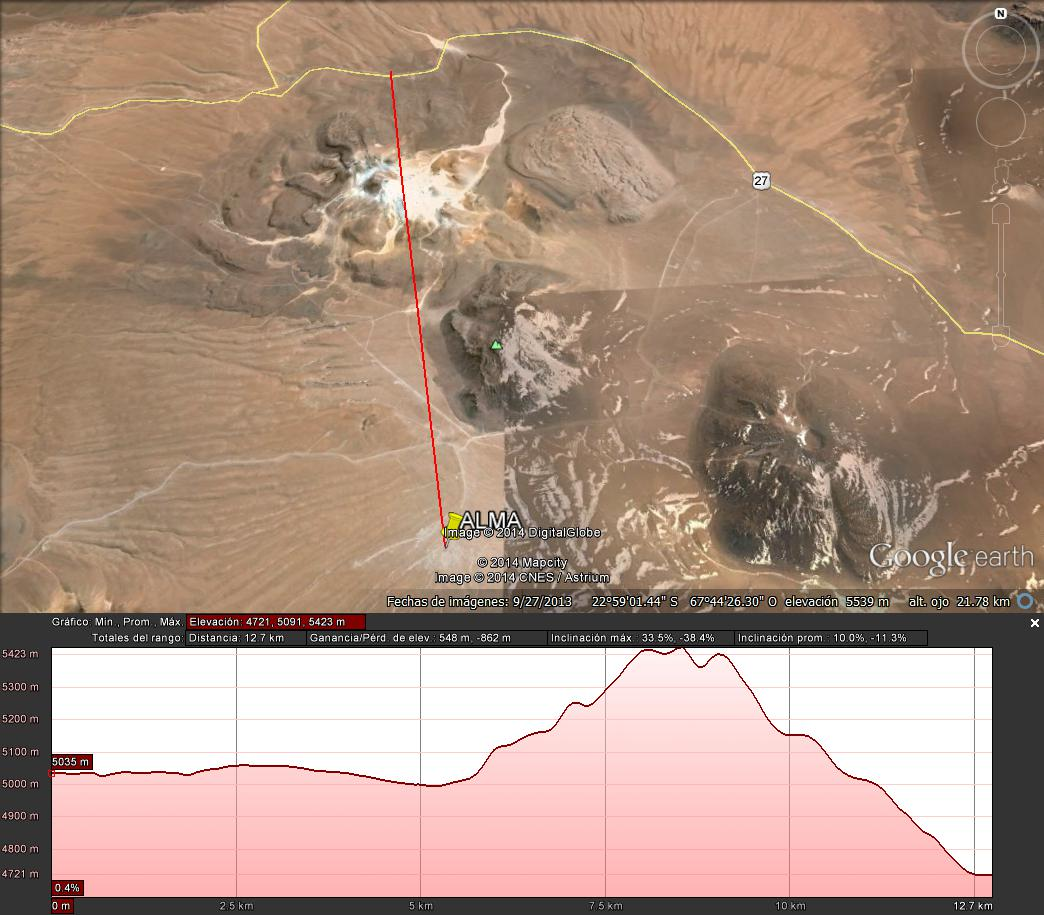 N
27
ALMA
Image © 2014 DigitalGlobe
© 2014 Mapcity
Image © 2014 CNES / Astrium
Google earth
Fechas de imágenes: 9/27/2013 22°59'01.44" S 67°44'26.30" O elevación 5539 m alt. ojo 21.78 km
Gráfico: Mín., Prom., Máx. Elevación: 4721, 5091, 5423 m
Totales del rango: Distancia: 12.7 km Ganancia/Pérd. de elev.: 548 m, -862 m Inclinación máx.: 33.5%, -38.4% Inclinación prom.: 10.0%, -11.3%
5423 m
5300 m
5200 m
5100 m
5035 m
5000 m
4900 m
4800 m
4721 m
0.4%
0 m 2.5 km 5 km 7.5 km 10 km 12.7 km